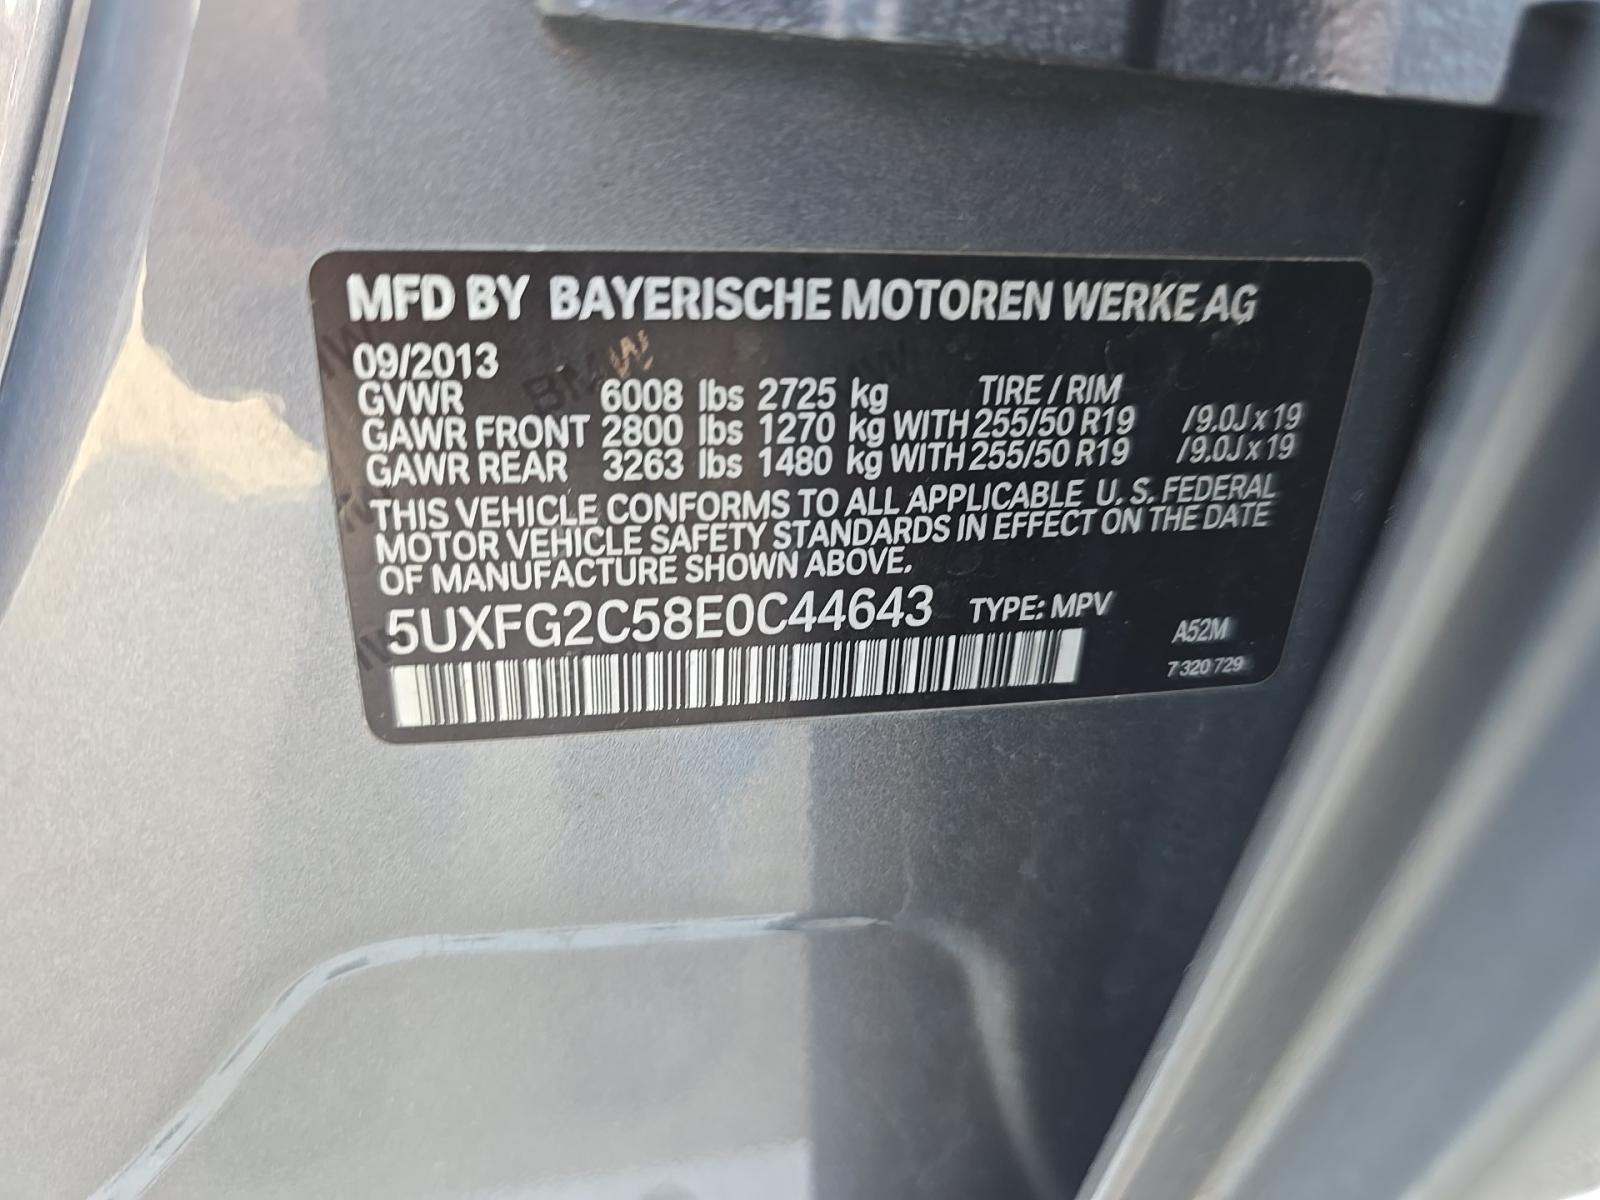 MFD BY BAYERISCHE MOTOREN WERKE AG
09/2013
GVWR 6008 lbs 2725 kg TIRE / RIM
GAWR FRONT 2800 lbs 1270 kg WITH 255/50 R19 /9.0J x 19
GAWR REAR 3263 lbs 1480 kg WITH 255/50 R19 /9.0J x 19
THIS VEHICLE CONFORMS TO ALL APPLICABLE U. S. FEDERAL
MOTOR VEHICLE SAFETY STANDARDS IN EFFECT ON THE DATE
OF MANUFACTURE SHOWN ABOVE.
5UXFG2C58E0C44643 TYPE: MPV
A52M
7 320 729
BMW